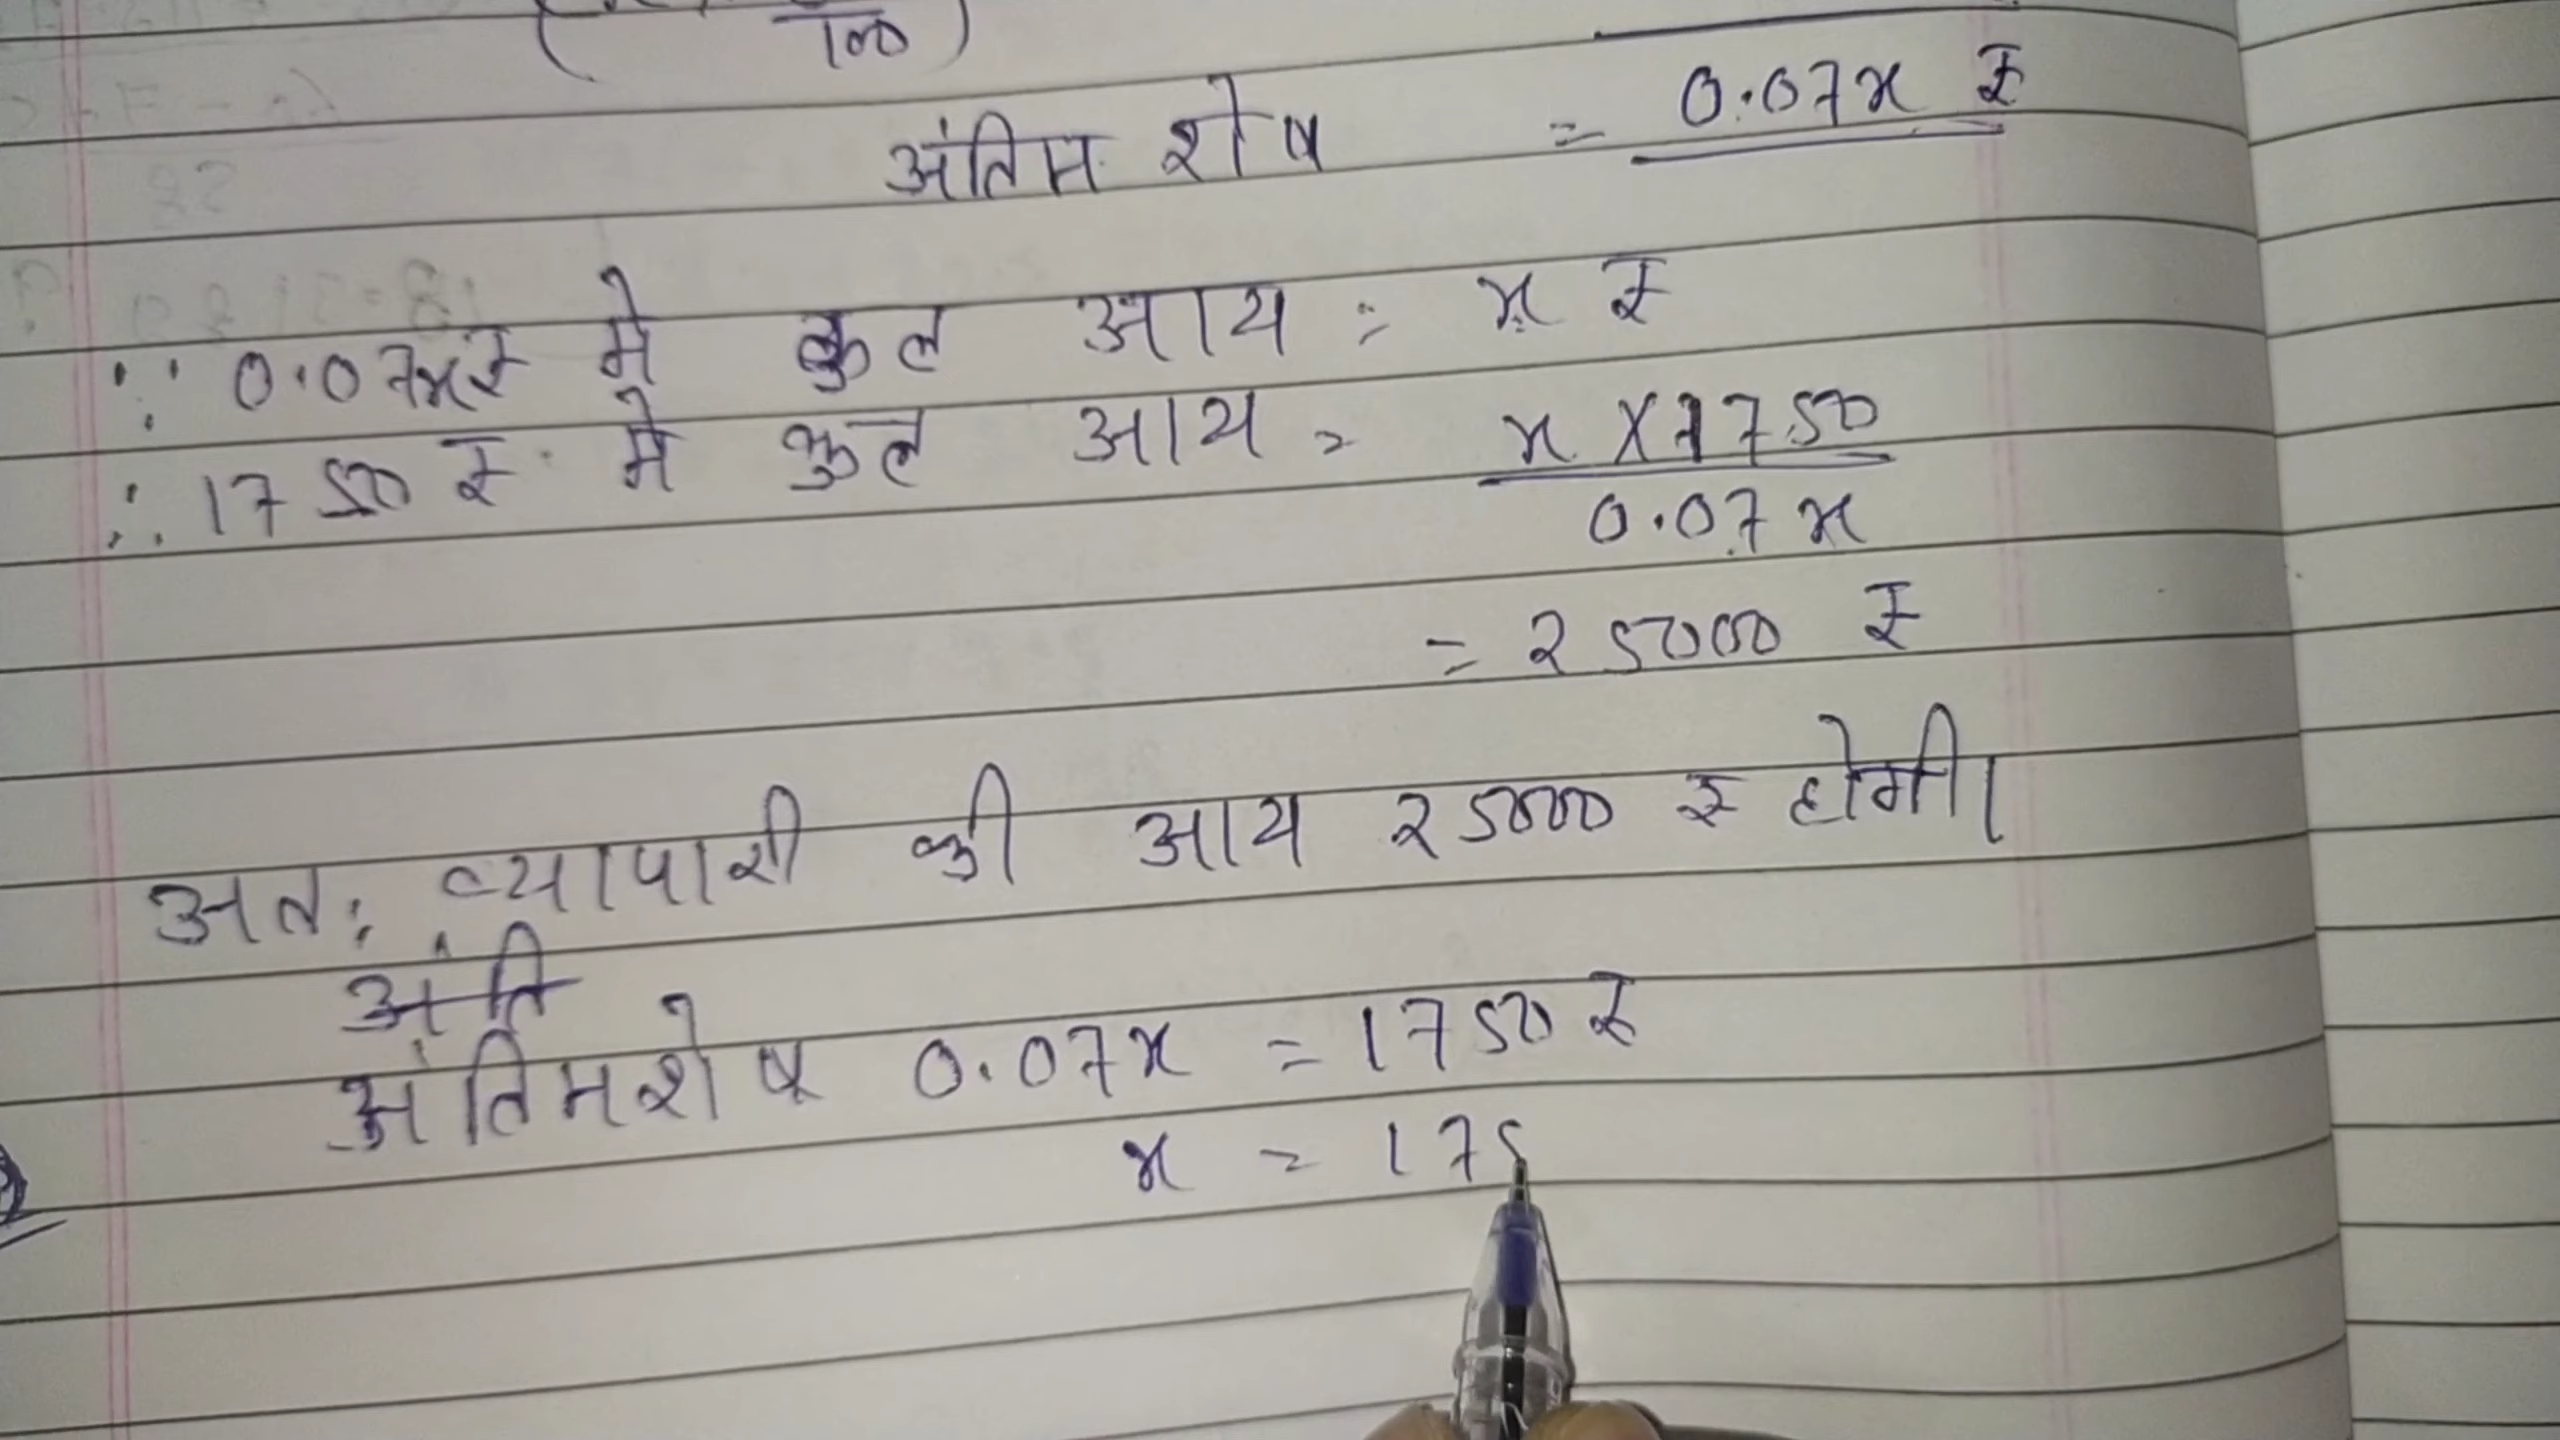 100
अंतिम शेष = 0.07x ₹
∵ 0.07x₹ मे कुल आय = x ₹
∴ 1750 ₹ मे कुल आय = x X 1750
0.07 x
= 25000 ₹
अतः व्यापारी की आय 25000 ₹ होगी।
अंति
अंतिमशेष 0.07x = 1750 ₹
x = 175